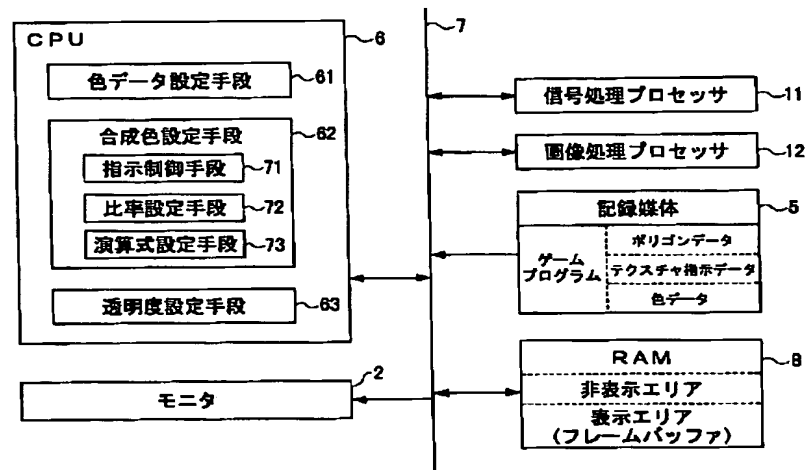 CPU
6
色データ設定手段
61
合成色設定手段
62
指示制御手段
71
比率設定手段
72
演算式設定手段
73
透明度設定手段
63
モニタ
2
7
信号処理プロセッサ
11
画像処理プロセッサ
12
記録媒体
5
ゲーム
プログラム
ポリゴンデータ
テクスチャ指示データ
色データ
RAM
8
非表示エリア
表示エリア
(フレームバッファ)